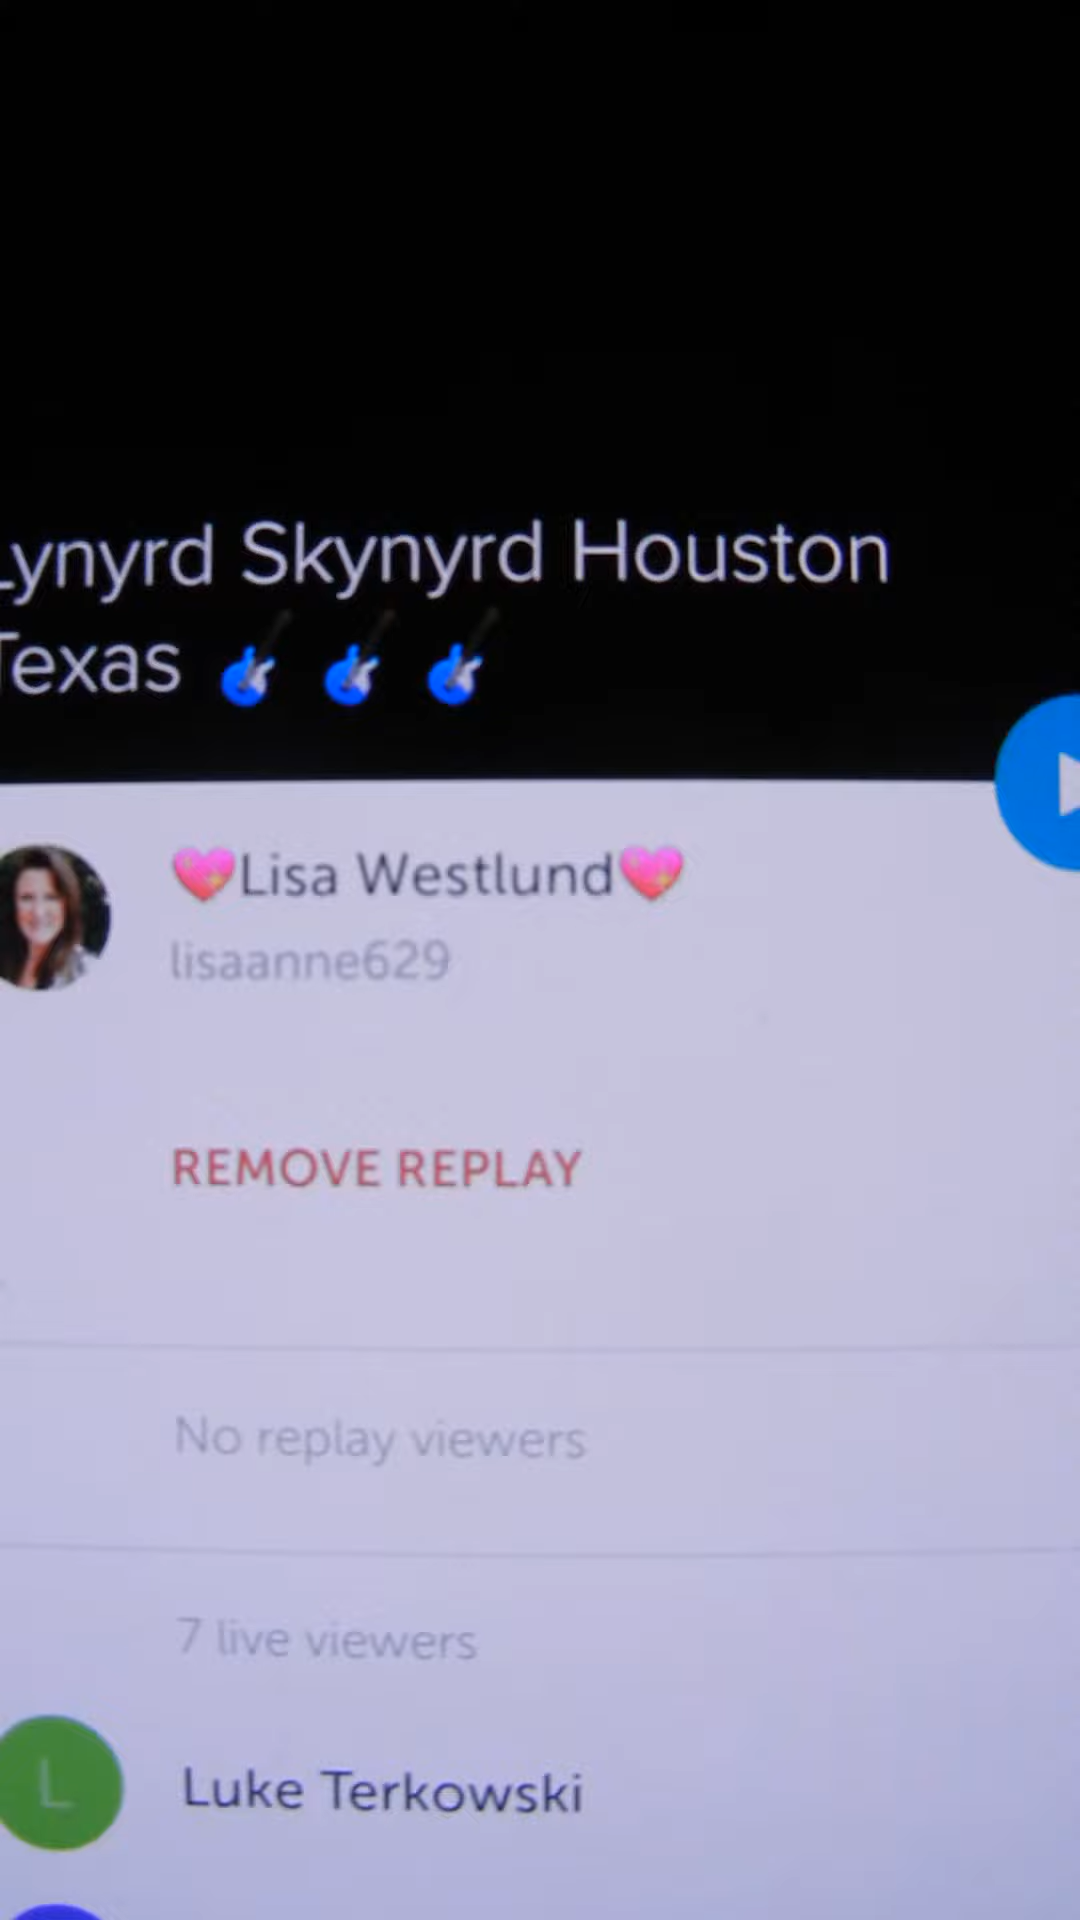 Lynyrd Skynyrd Houston
Texas 🎸 🎸 🎸
💖Lisa Westlund💖
lisaanne629
REMOVE REPLAY
No replay viewers
7 live viewers
L
Luke Terkowski